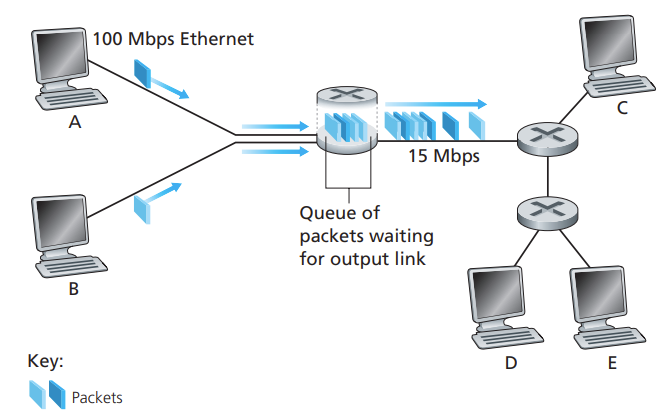 100 Mbps Ethernet
A
C
15 Mbps
Queue of
packets waiting
for output link
B
D
E
Key:
Packets